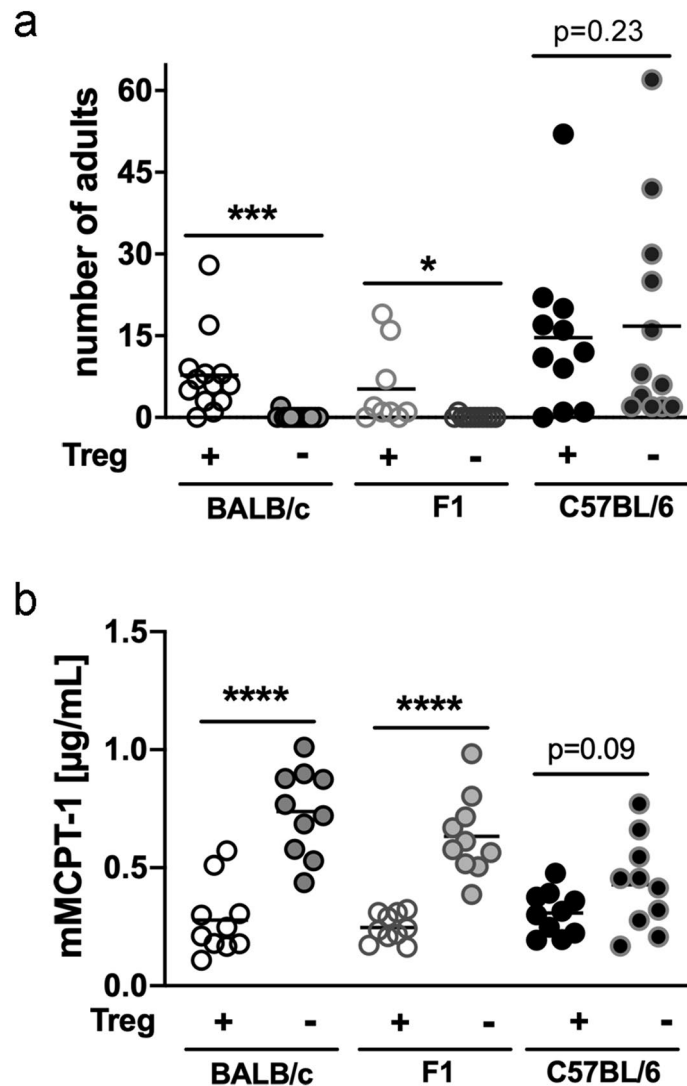 a
p=0.23
number of adults
60
45
30
15
0
***
*
Treg + - + - + -
BALB/c F1 C57BL/6
b
mMCPT-1 [µg/mL]
1.5
1.0
0.5
0.0
****
****
p=0.09
Treg + - + - + -
BALB/c F1 C57BL/6